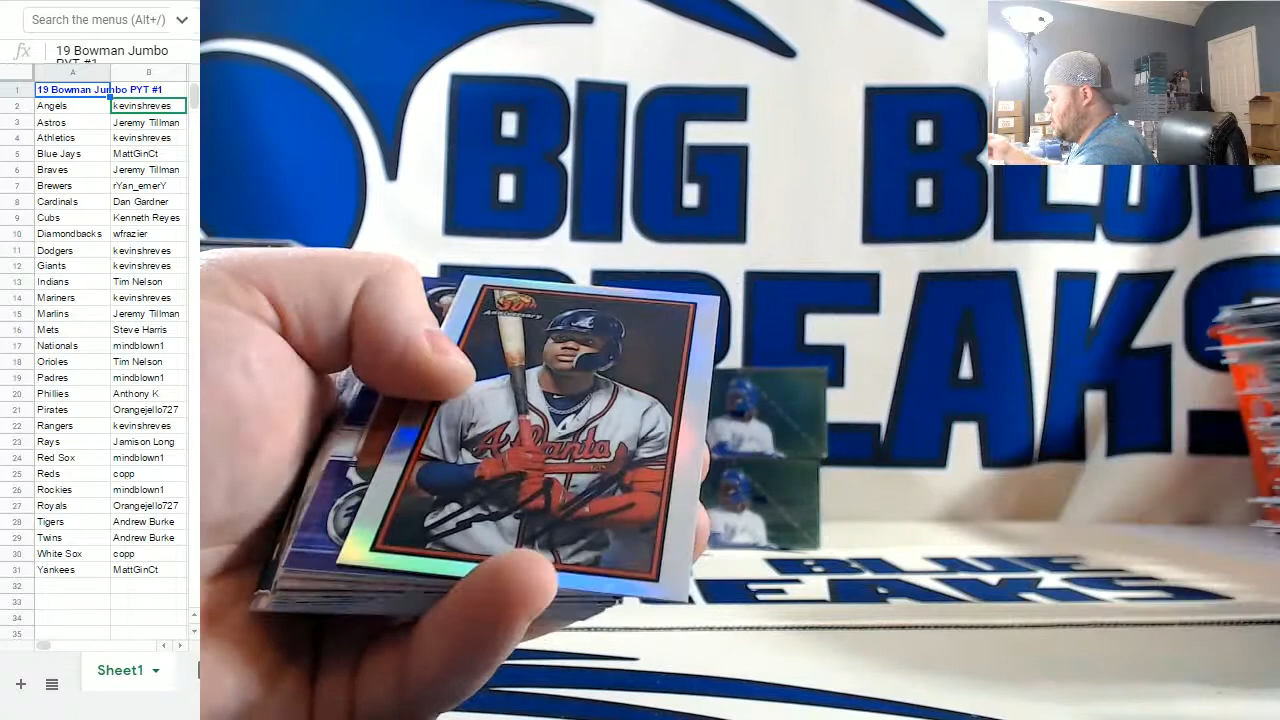 Search the menus (Alt+/)
fx 19 Bowman Jumbo
PYT #1
A B
1 19 Bowman Jumbo PYT #1
2 Angels kevinshreves
3 Astros Jeremy Tillman
4 Athletics kevinshreves
5 Blue Jays MattGinCt
6 Braves Jeremy Tillman
7 Brewers rYan_emerY
8 Cardinals Dan Gardner
9 Cubs Kenneth Reyes
10 Diamondbacks wfrazier
11 Dodgers kevinshreves
12 Giants kevinshreves
13 Indians Tim Nelson
14 Mariners kevinshreves
15 Marlins Jeremy Tillman
16 Mets Steve Harris
17 Nationals mindblown1
18 Orioles Tim Nelson
19 Padres mindblown1
20 Phillies Anthony K
21 Pirates Orangejello727
22 Rangers kevinshreves
23 Rays Jamison Long
24 Red Sox mindblown1
25 Reds copp
26 Rockies mindblown1
27 Royals Orangejello727
28 Tigers Andrew Burke
29 Twins Andrew Burke
30 White Sox copp
31 Yankees MattGinCt
32
33
34
35
Sheet1
BIG BLUE
BREAKS
30th
Anniversary
Atlanta
BLUE
BREAKS